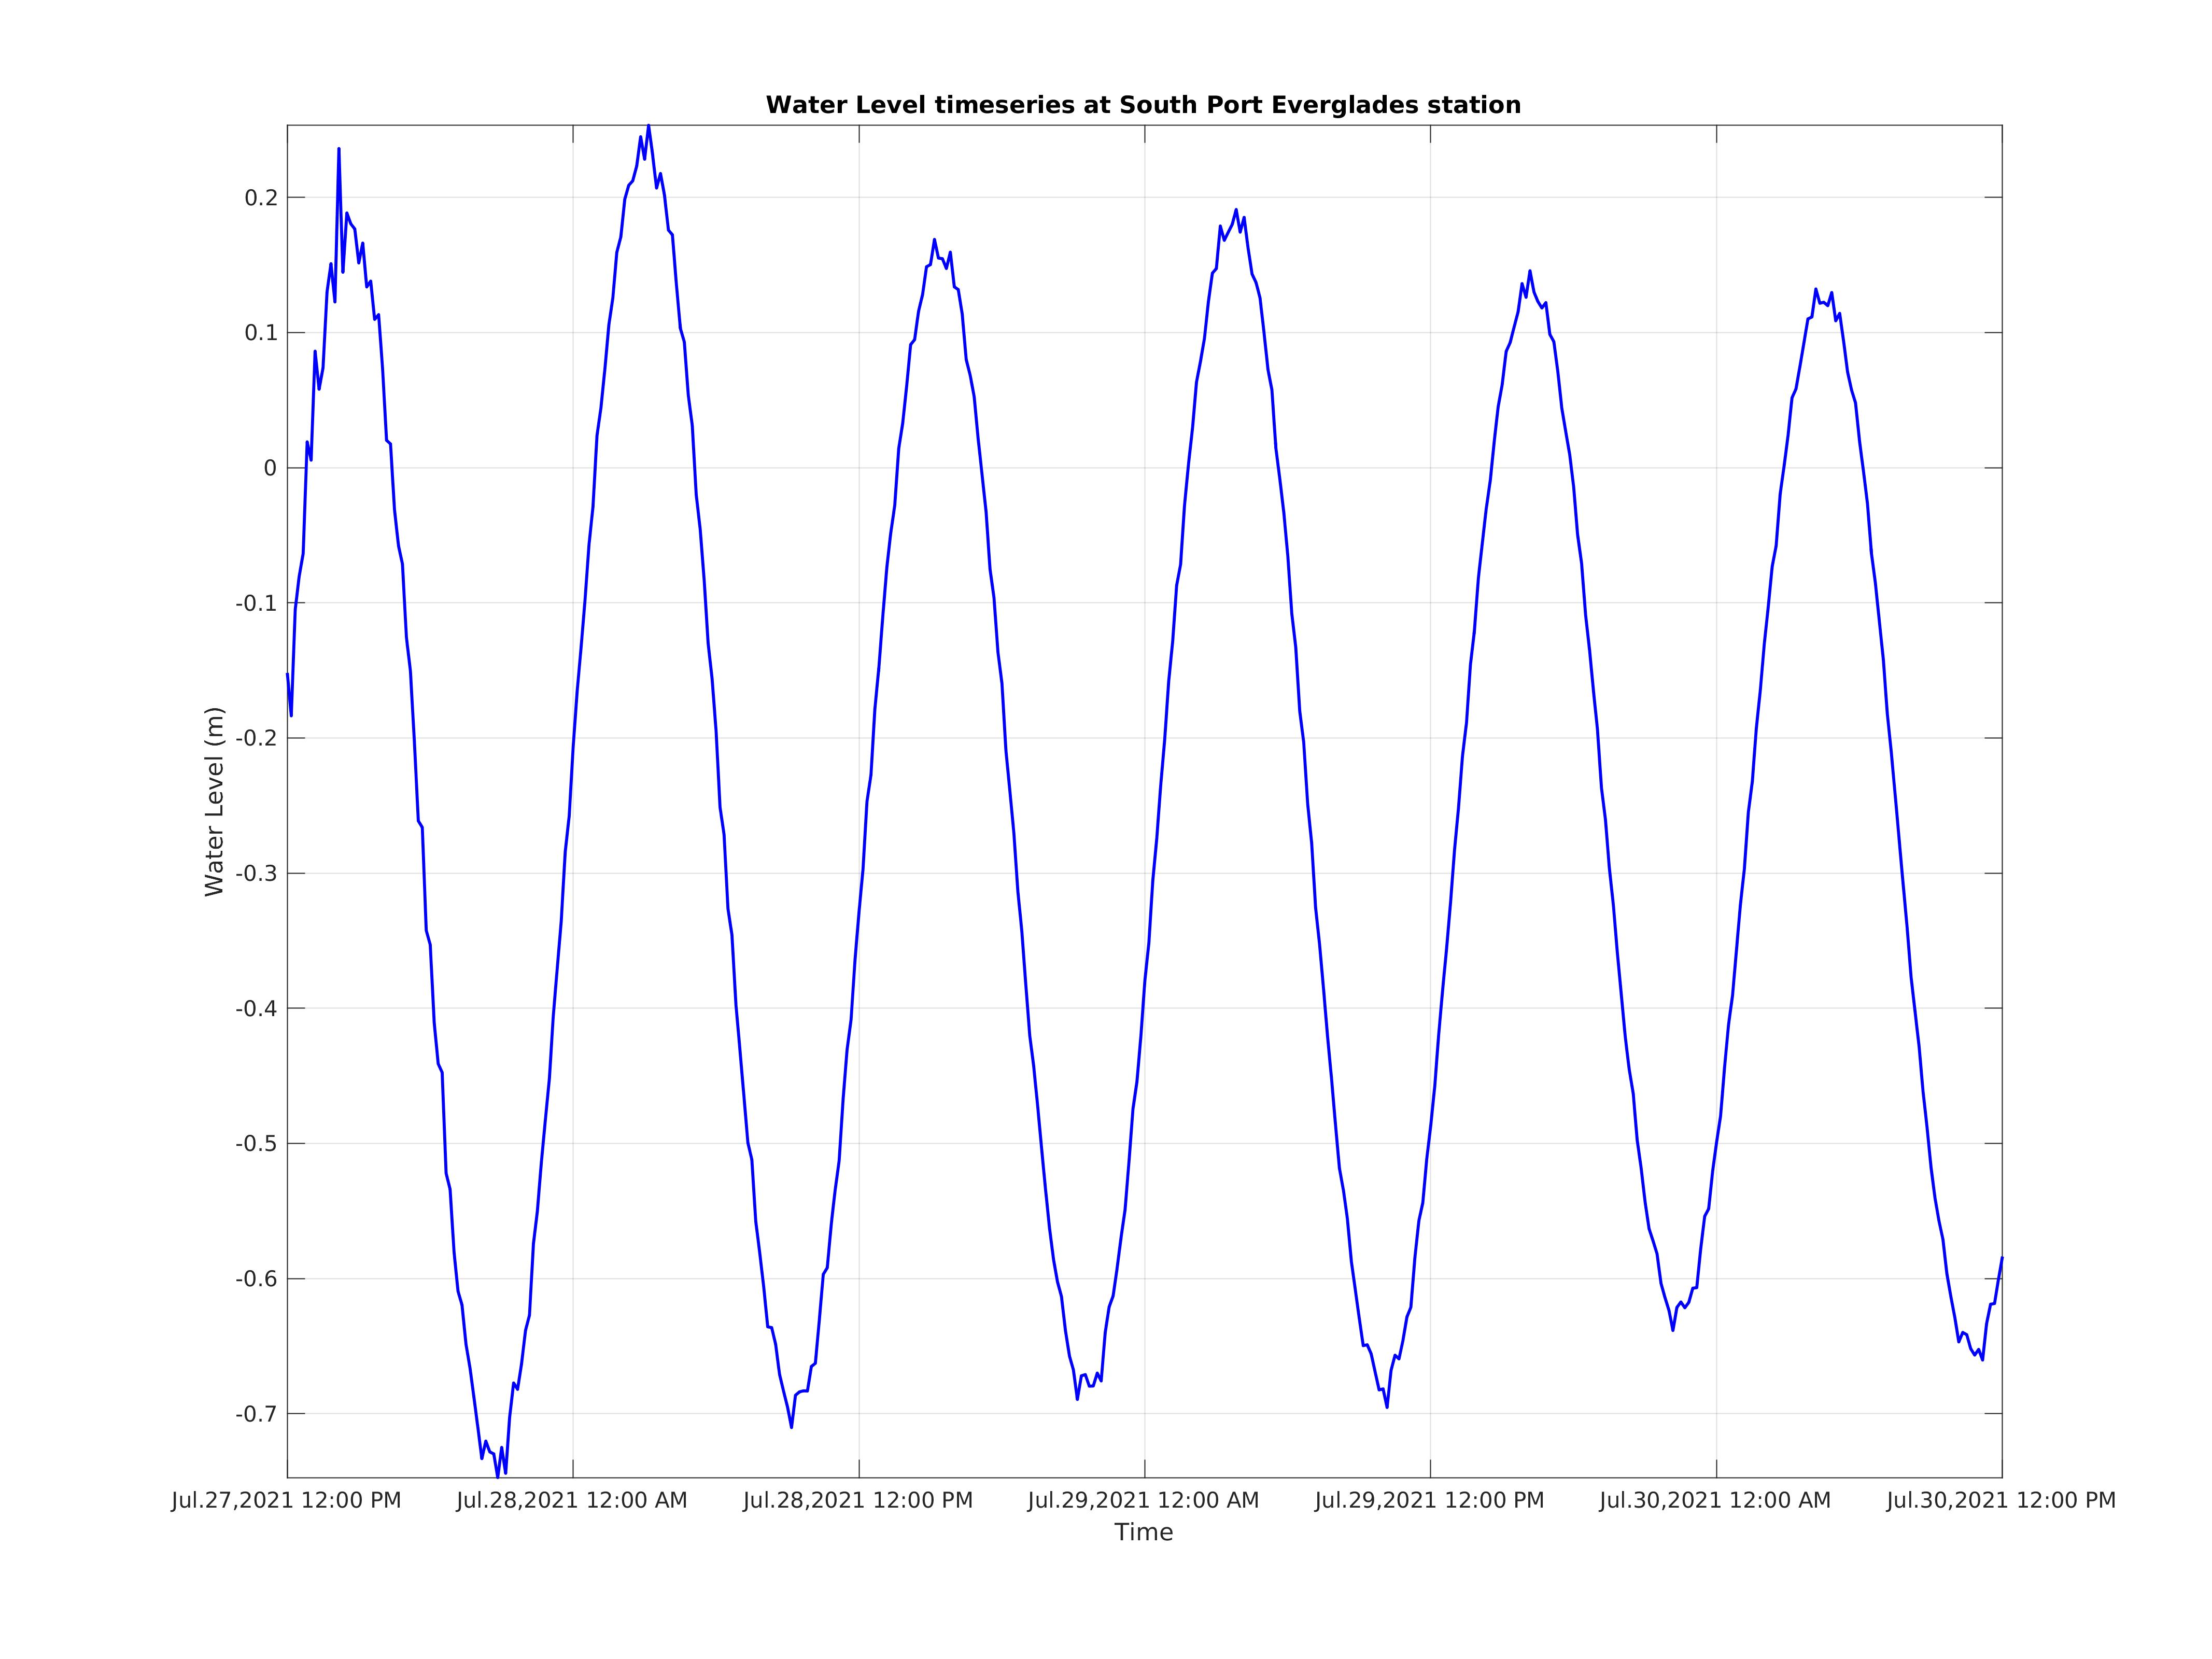 Water Level timeseries at South Port Everglades station
0.2
0.1
0
-0.1
-0.2
-0.3
-0.4
-0.5
-0.6
-0.7
Water Level (m)
Jul.27,2021 12:00 PM
Jul.28,2021 12:00 AM
Jul.28,2021 12:00 PM
Jul.29,2021 12:00 AM
Jul.29,2021 12:00 PM
Jul.30,2021 12:00 AM
Jul.30,2021 12:00 PM
Time